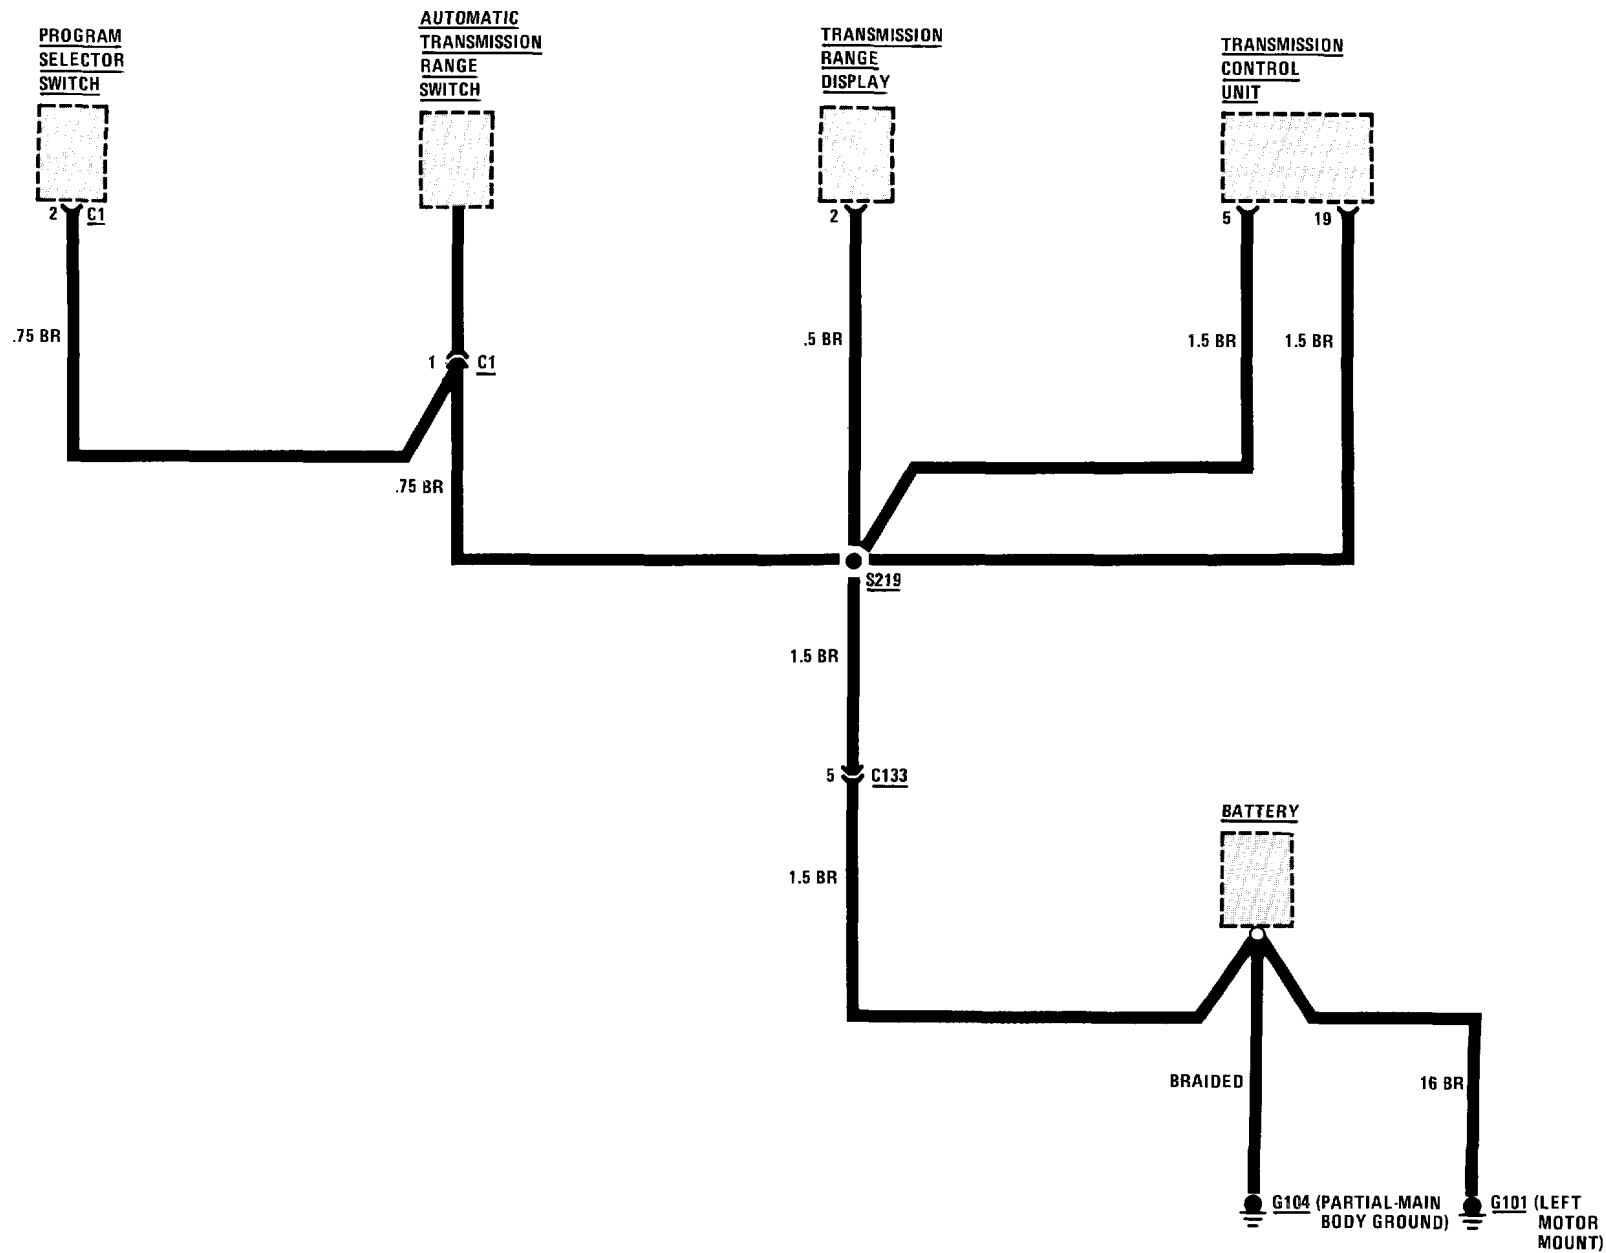 PROGRAM
SELECTOR
SWITCH
AUTOMATIC
TRANSMISSION
RANGE
SWITCH
TRANSMISSION
RANGE
DISPLAY
TRANSMISSION
CONTROL
UNIT
2 C1
2
5
19
.75 BR
1 C1
.5 BR
1.5 BR
1.5 BR
.75 BR
S219
1.5 BR
5 C133
BATTERY
1.5 BR
BRAIDED
16 BR
G104 (PARTIAL-MAIN
BODY GROUND)
G101 (LEFT
MOTOR
MOUNT)